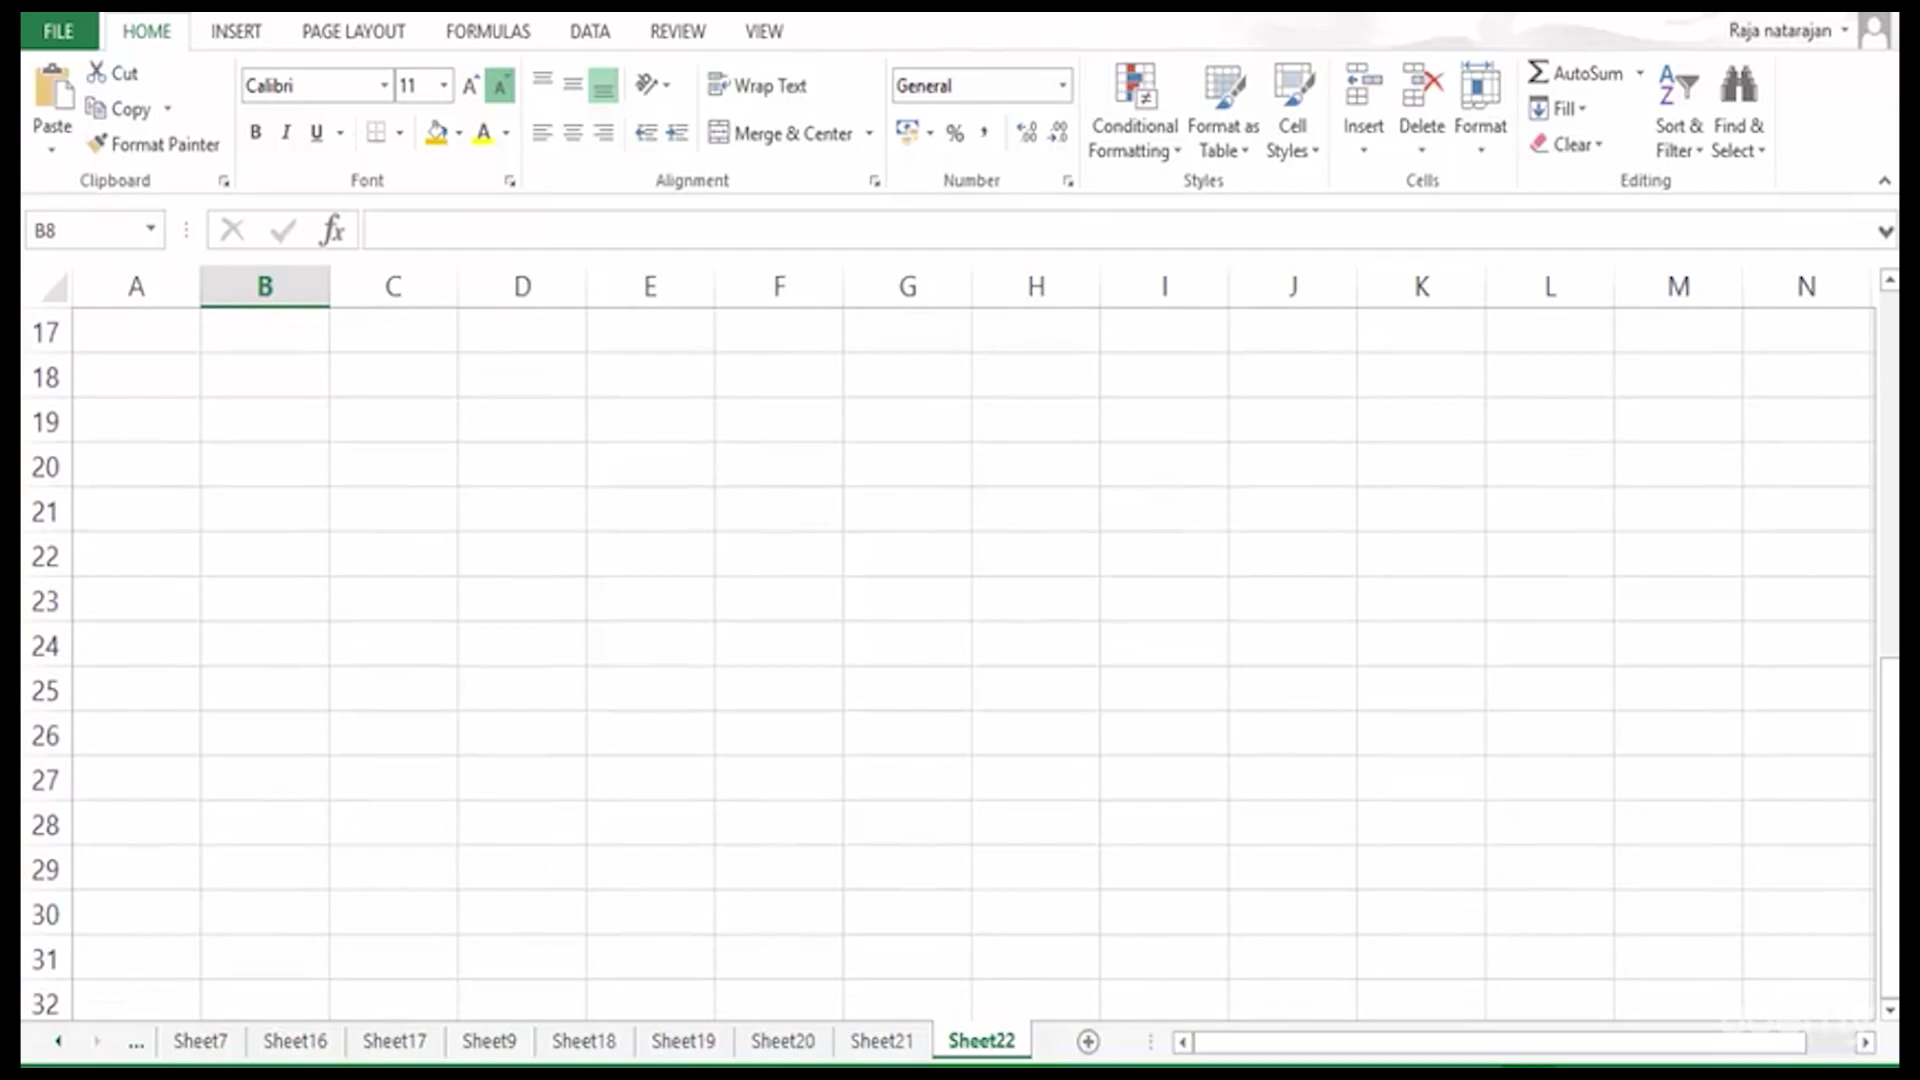 FILE HOME INSERT PAGE LAYOUT FORMULAS DATA REVIEW VIEW Raja natarajan
Paste
Cut
Copy
Format Painter
Clipboard
Calibri 11
B I U A
Font
Wrap Text
Merge & Center
Alignment
General
% ,
Number
Conditional Formatting
Format as Table
Cell Styles
Styles
Insert
Delete
Format
Cells
AutoSum
Fill
Clear
Sort & Filter
Find & Select
Editing
B8 fx
A B C D E F G H I J K L M N
17
18
19
20
21
22
23
24
25
26
27
28
29
30
31
32
... Sheet7 Sheet16 Sheet17 Sheet9 Sheet18 Sheet19 Sheet20 Sheet21 Sheet22